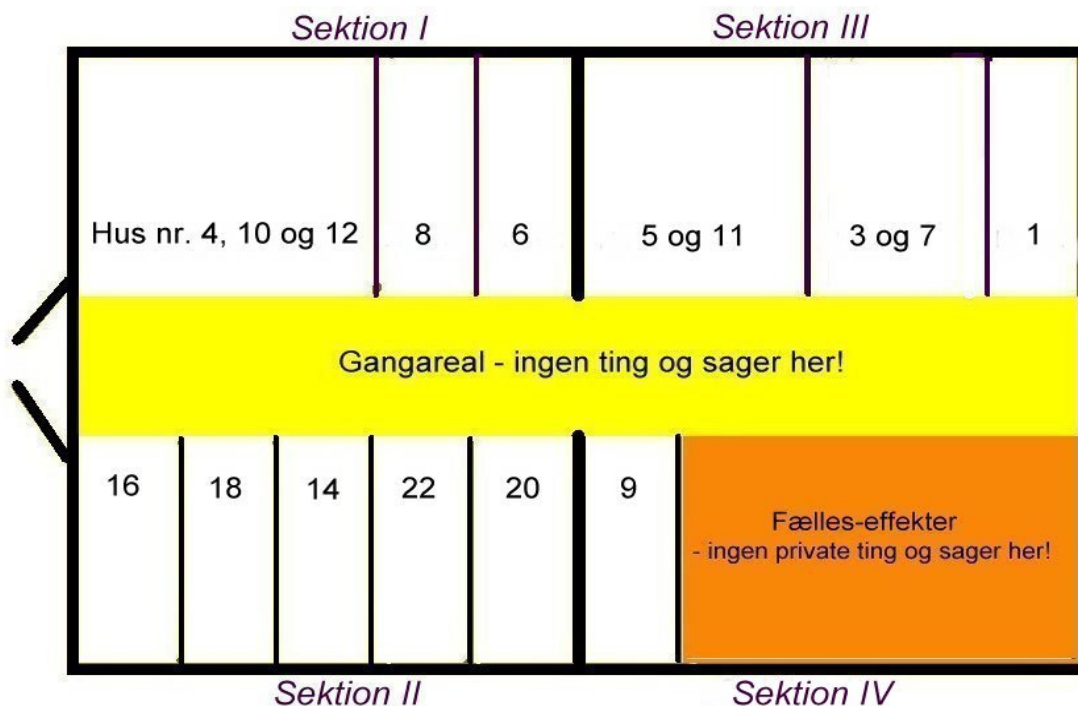 Sektion I
Sektion III
Hus nr. 4, 10 og 12
8
6
5 og 11
3 og 7
1
Gangareal - ingen ting og sager her!
16
18
14
22
20
9
Fælles-effekter
- ingen private ting og sager her!
Sektion II
Sektion IV